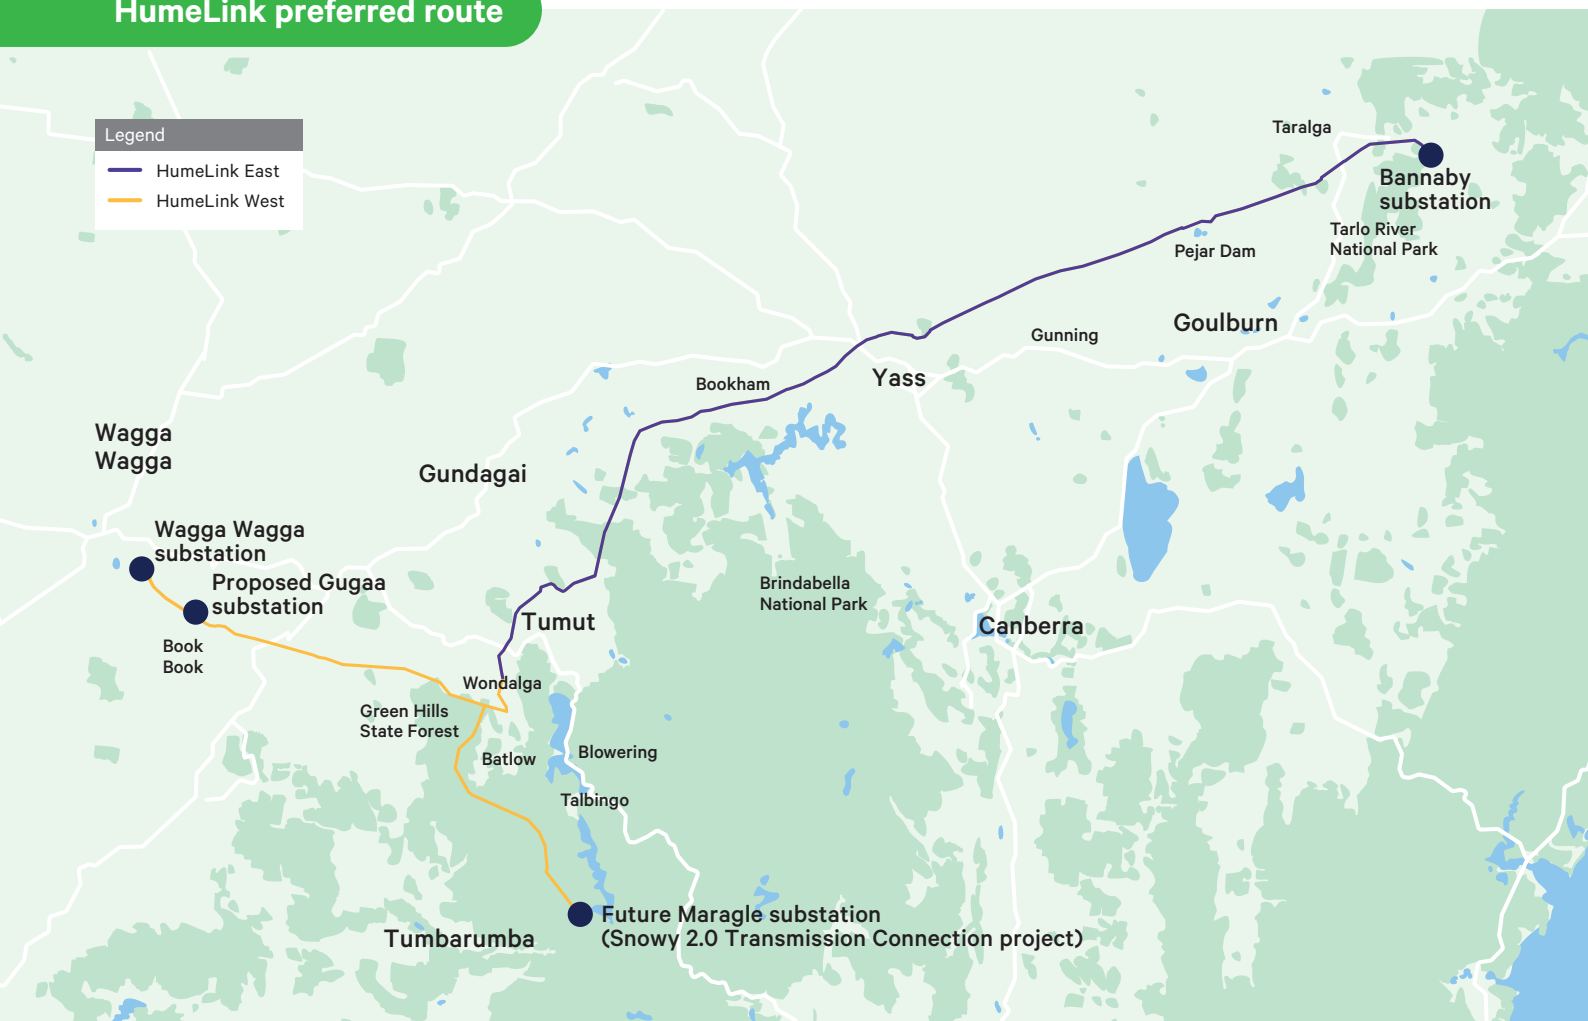 HumeLink preferred route
Legend
HumeLink East
HumeLink West
Taralga
Bannaby
substation
Tarlo River
National Park
Pejar Dam
Goulburn
Gunning
Yass
Bookham
Wagga
Wagga
Gundagai
Wagga Wagga
substation
Proposed Gugaa
substation
Book
Book
Brindabella
National Park
Tumut
Canberra
Wondalga
Green Hills
State Forest
Batlow
Blowering
Talbingo
Future Maragle substation
(Snowy 2.0 Transmission Connection project)
Tumbarumba